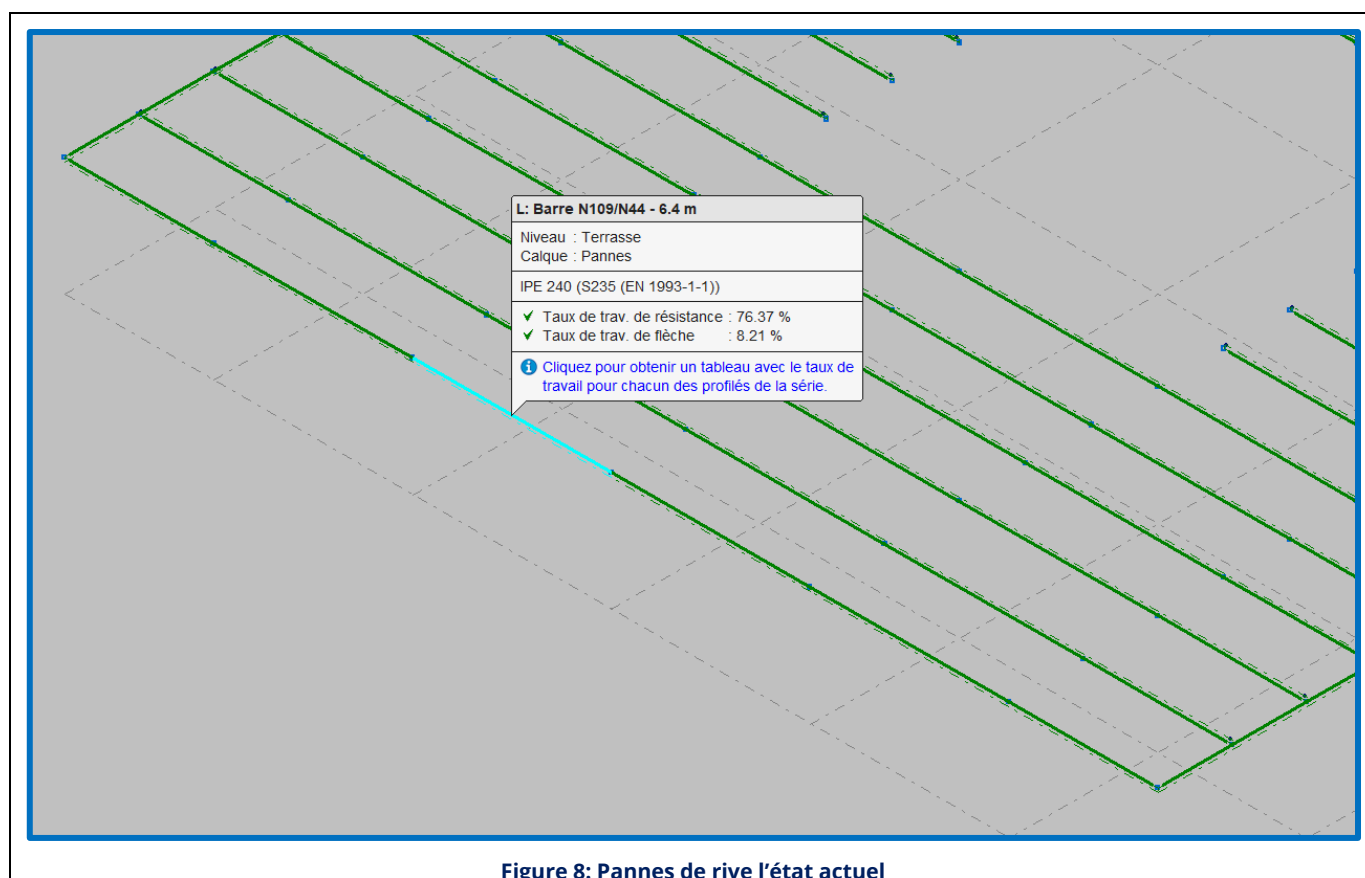 L: Barre N109/N44 - 6.4 m
Niveau : Terrasse
Calque : Pannes
IPE 240 (S235 (EN 1993-1-1))
Taux de trav. de résistance : 76.37 %
Taux de trav. de flèche : 8.21 %
Cliquez pour obtenir un tableau avec le taux de
travail pour chacun des profilés de la série.
Figure 8: Pannes de rive l’état actuel